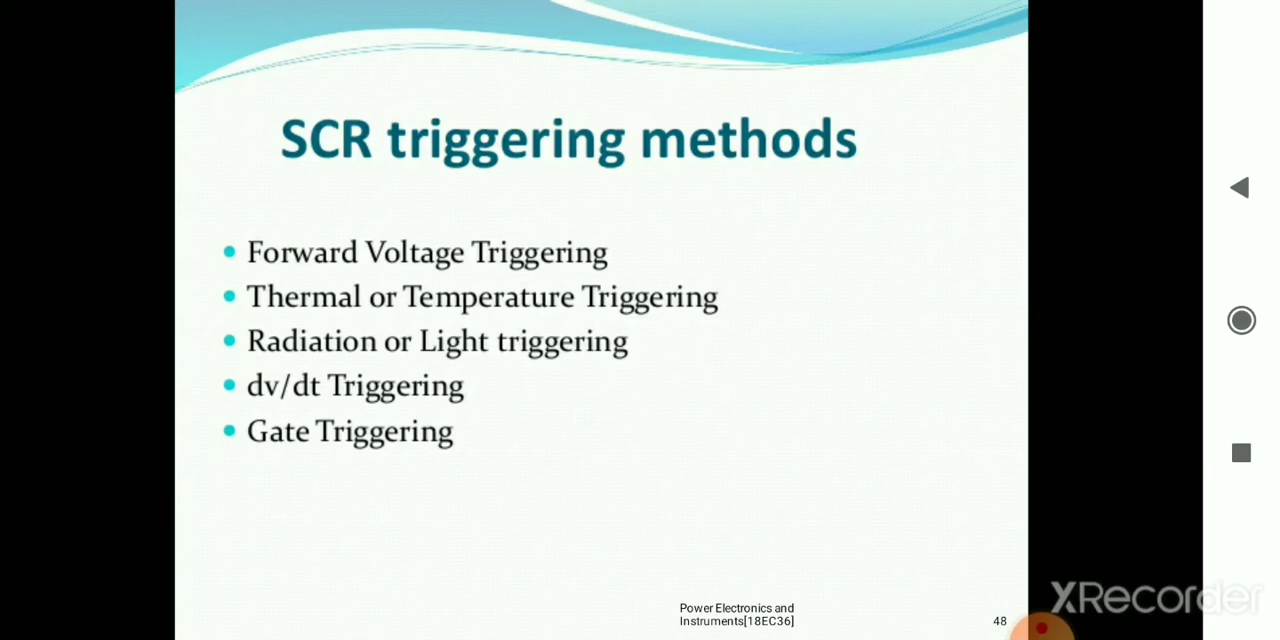 SCR triggering methods
Forward Voltage Triggering
Thermal or Temperature Triggering
Radiation or Light triggering
dv/dt Triggering
Gate Triggering
Power Electronics and
Instruments[18EC36]
48
XRecorder